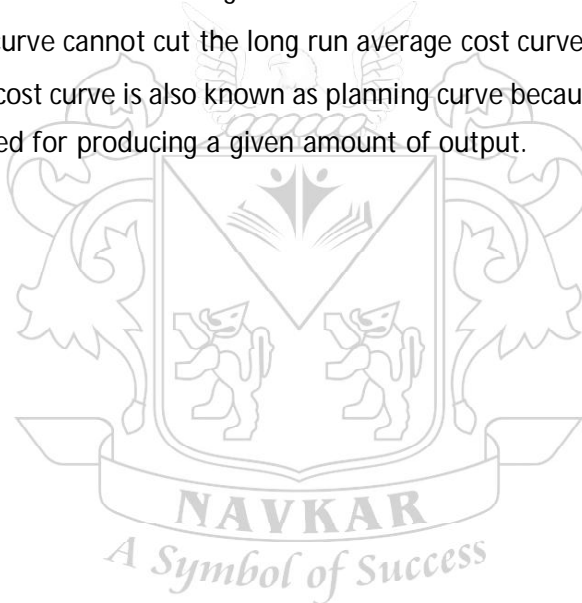 curve cannot cut the long run average cost curve
cost curve is also known as planning curve becau
ed for producing a given amount of output.
NAVKAR
A Symbol of Success